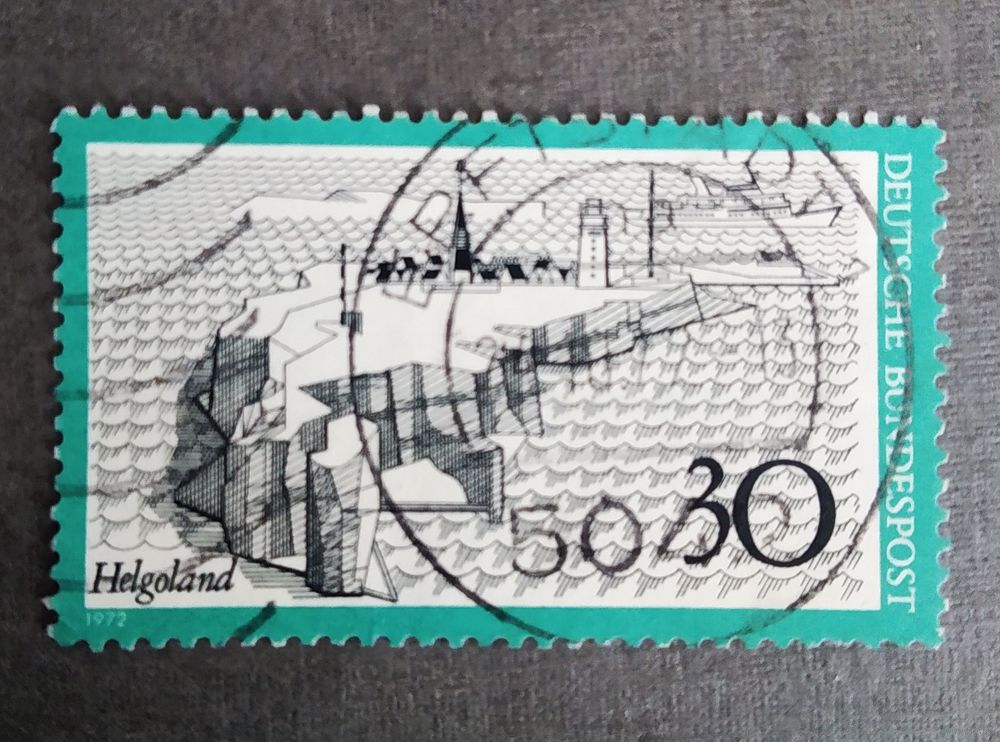 DEUTSCHE BUNDESPOST
30
Helgoland
1972
50